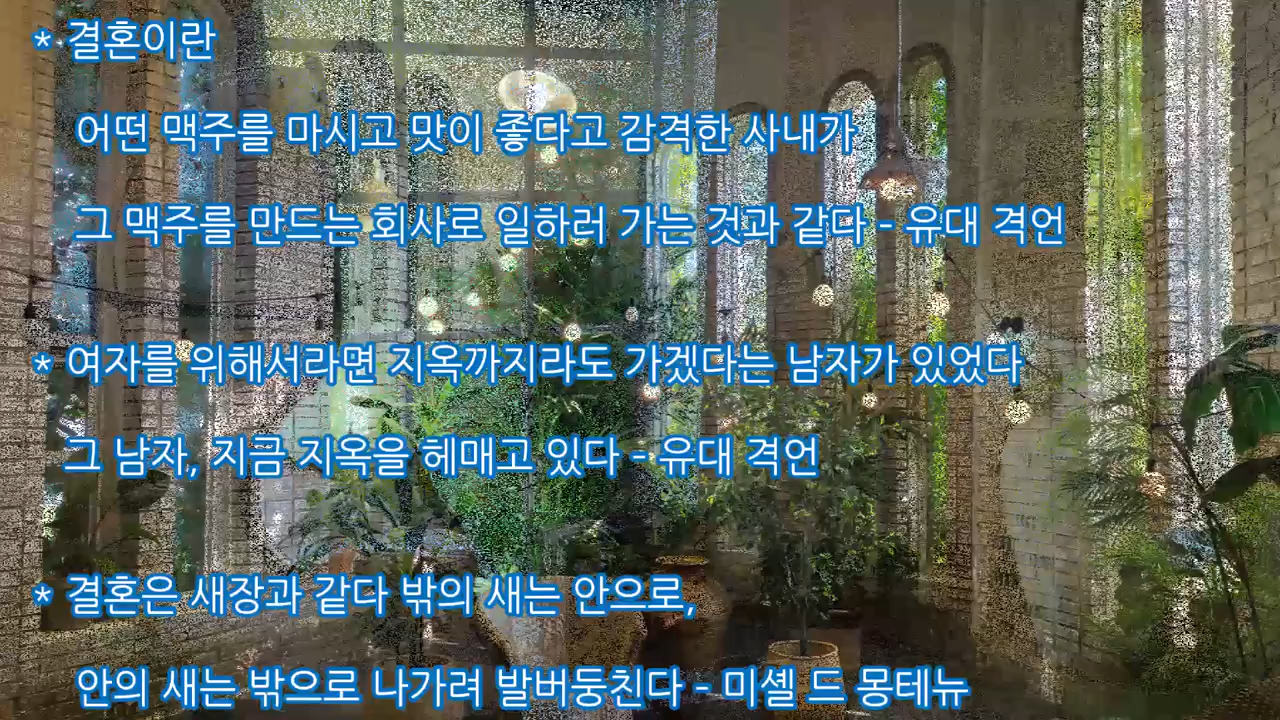 * 결혼이란
어떤 맥주를 마시고 맛이 좋다고 감격한 사내가
그 맥주를 만드는 회사로 일하러 가는 것과 같다 - 유대 격언
* 여자를 위해서라면 지옥까지라도 가겠다는 남자가 있었다
그 남자, 지금 지옥을 헤매고 있다 - 유대 격언
* 결혼은 새장과 같다 밖의 새는 안으로,
안의 새는 밖으로 나가려 발버둥친다 - 미셸 드 몽테뉴